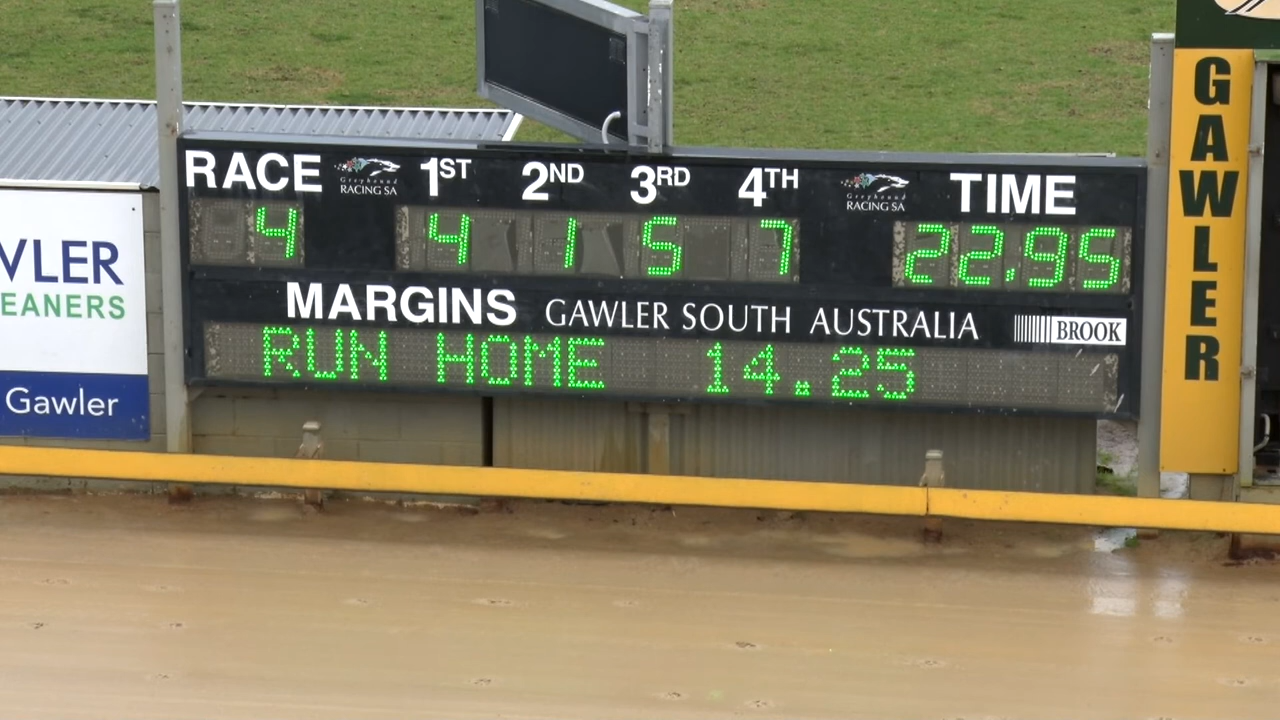 RACE Greyhound RACING SA 1ST 2ND 3RD 4TH Greyhound RACING SA TIME
4 4 1 5 7 22.95
MARGINS GAWLER SOUTH AUSTRALIA BROOK
RUN HOME 14.25
WLER
EANERS
Gawler
GAWLER